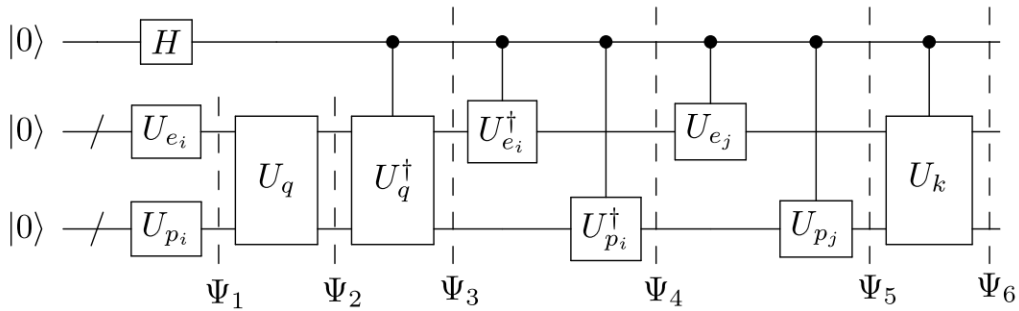 |0⟩ H
|0⟩ U_{e_i} U_q U_q^† U_{e_i}^† U_{e_j} U_k
|0⟩ U_{p_i} U_{p_i}^† U_{p_j}
Ψ_1 Ψ_2 Ψ_3 Ψ_4 Ψ_5 Ψ_6